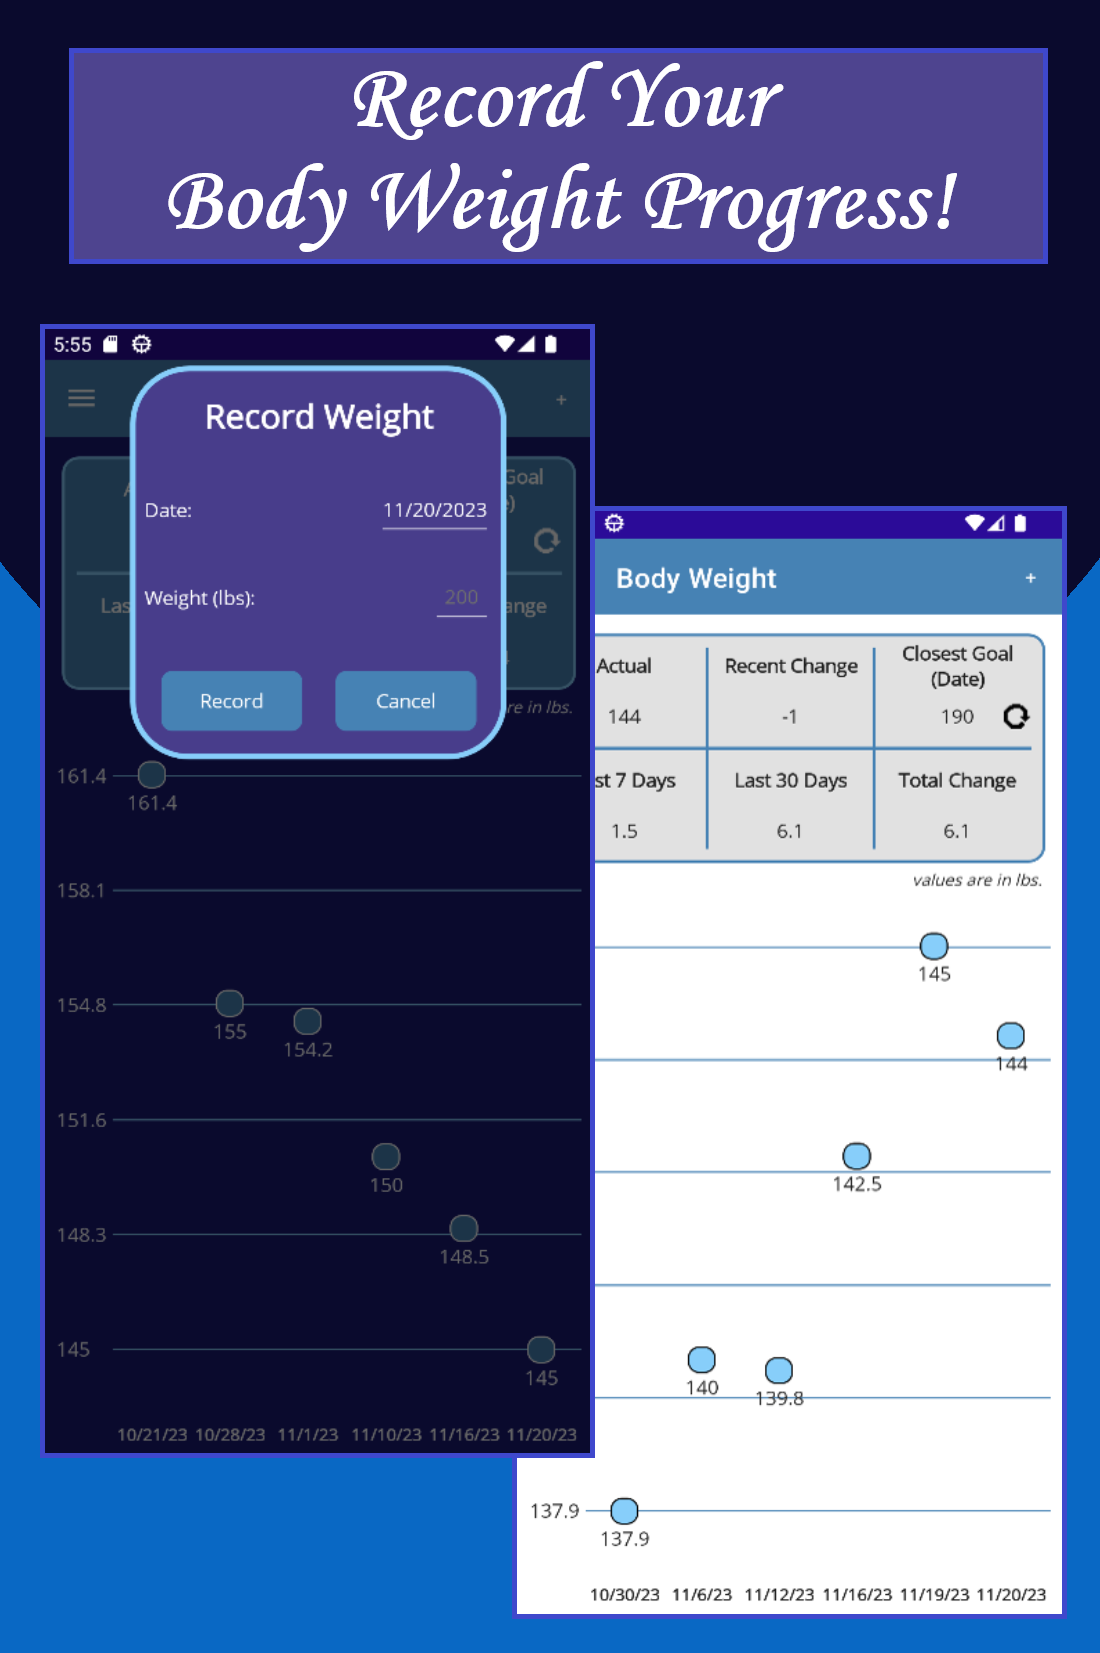 Record Your
Body Weight Progress!
5:55
+
Record Weight
Date: 11/20/2023
Weight (lbs): 200
Record Cancel
Goal
Las
ange
re in lbs.
161.4
161.4
158.1
154.8
155
154.2
151.6
150
148.3
148.5
145
145
10/21/23 10/28/23 11/1/23 11/10/23 11/16/23 11/20/23
Body Weight +
Actual Recent Change Closest Goal
(Date)
144 -1 190
st 7 Days Last 30 Days Total Change
1.5 6.1 6.1
values are in lbs.
145
144
142.5
140
139.8
137.9
137.9
10/30/23 11/6/23 11/12/23 11/16/23 11/19/23 11/20/23